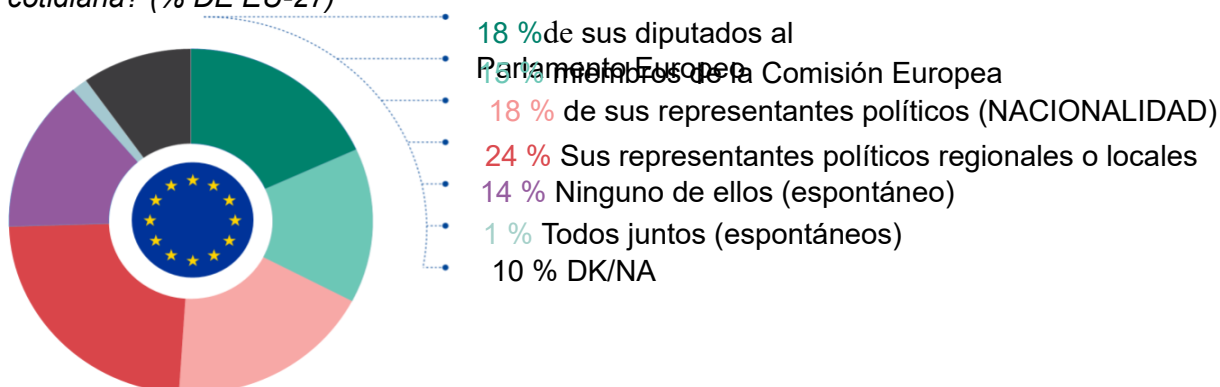 cotidiana? (% DE EU-27)
18 %de sus diputados al
Parlamento Europeo
15 % miembros de la Comisión Europea
18 % de sus representantes políticos (NACIONALIDAD)
24 % Sus representantes políticos regionales o locales
14 % Ninguno de ellos (espontáneo)
1 % Todos juntos (espontáneos)
10 % DK/NA